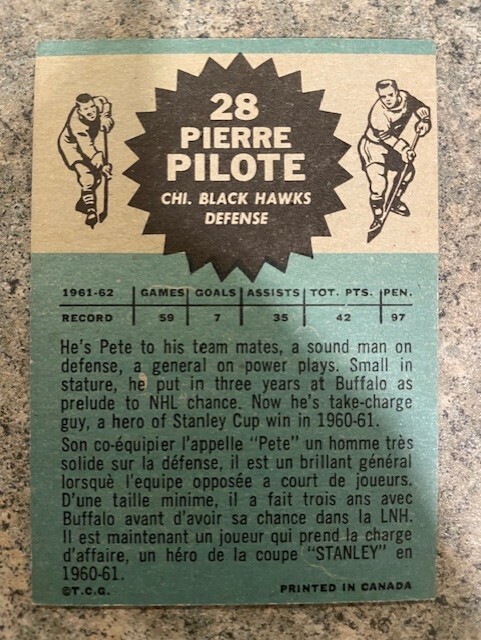 28
PIERRE
PILOTE
CHI. BLACK HAWKS
DEFENSE
1961-62 GAMES GOALS ASSISTS TOT. PTS. PEN.
RECORD 59 7 35 42 97
He's Pete to his team mates, a sound man on
defense, a general on power plays. Small in
stature, he put in three years at Buffalo as
prelude to NHL chance. Now he's take-charge
guy, a hero of Stanley Cup win in 1960-61.
Son co-équipier l'appelle "Pete" un homme très
solide sur la défense, il est un brillant général
lorsquè l'equipe opposée a court de joueurs.
D'une taille minime, il a fait trois ans avec
Buffalo avant d'avoir sa chance dans la LNH.
Il est maintenant un joueur qui prend la charge
d'affaire, un héro de la coupe "STANLEY" en
1960-61.
©T.C.G. PRINTED IN CANADA